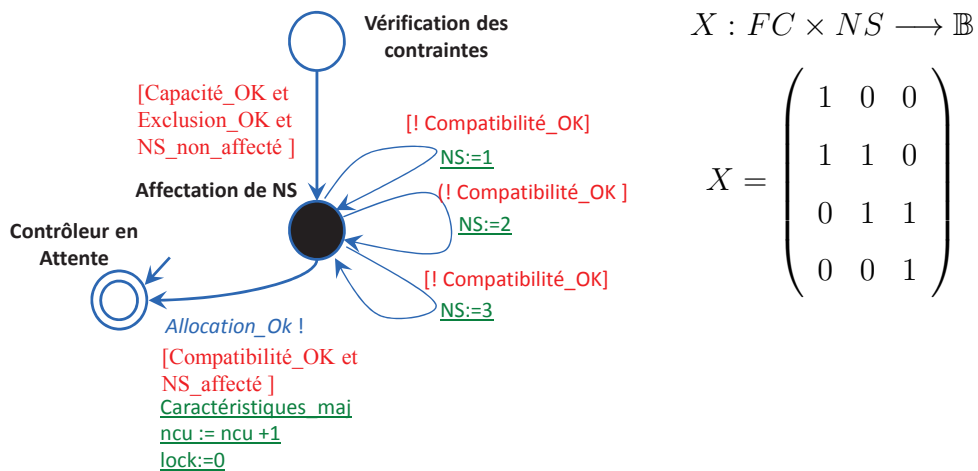 Vérification des
contraintes
[Capacité_OK et
Exclusion_OK et
NS_non_affecté ]
[! Compatibilité_OK]
NS:=1
Affectation de NS
(! Compatibilité_OK ]
NS:=2
Contrôleur en
Attente
[! Compatibilité_OK]
NS:=3
Allocation_Ok !
[Compatibilité_OK et
NS_affecté ]
Caractéristiques_maj
ncu := ncu +1
lock:=0
X : FC × NS ⟶ 𝔹
X =
1 0 0
1 1 0
0 1 1
0 0 1